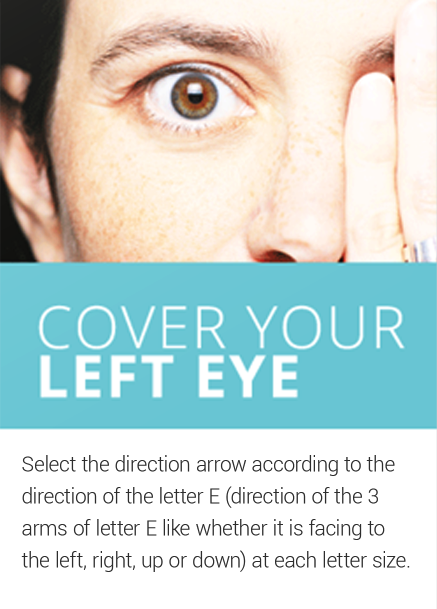 COVER YOUR
LEFT EYE
Select the direction arrow according to the
direction of the letter E (direction of the 3
arms of letter E like whether it is facing to
the left, right, up or down) at each letter size.